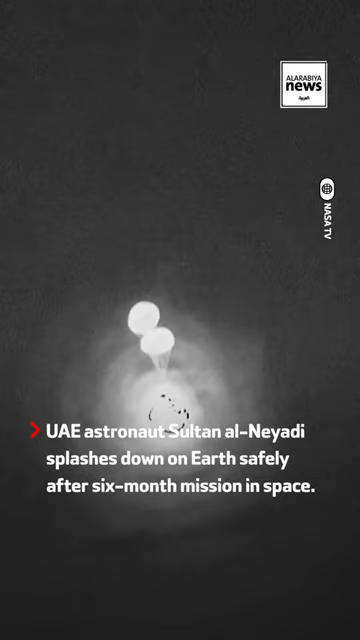 ALARABIYA
news
العربية
NASA TV
UAE astronaut Sultan al-Neyadi
splashes down on Earth safely
after six-month mission in space.